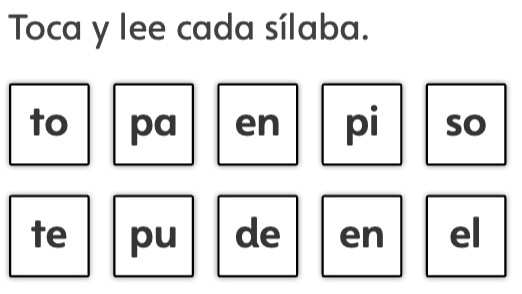 Toca y lee cada sílaba.
to pa en pi so
te pu de en el